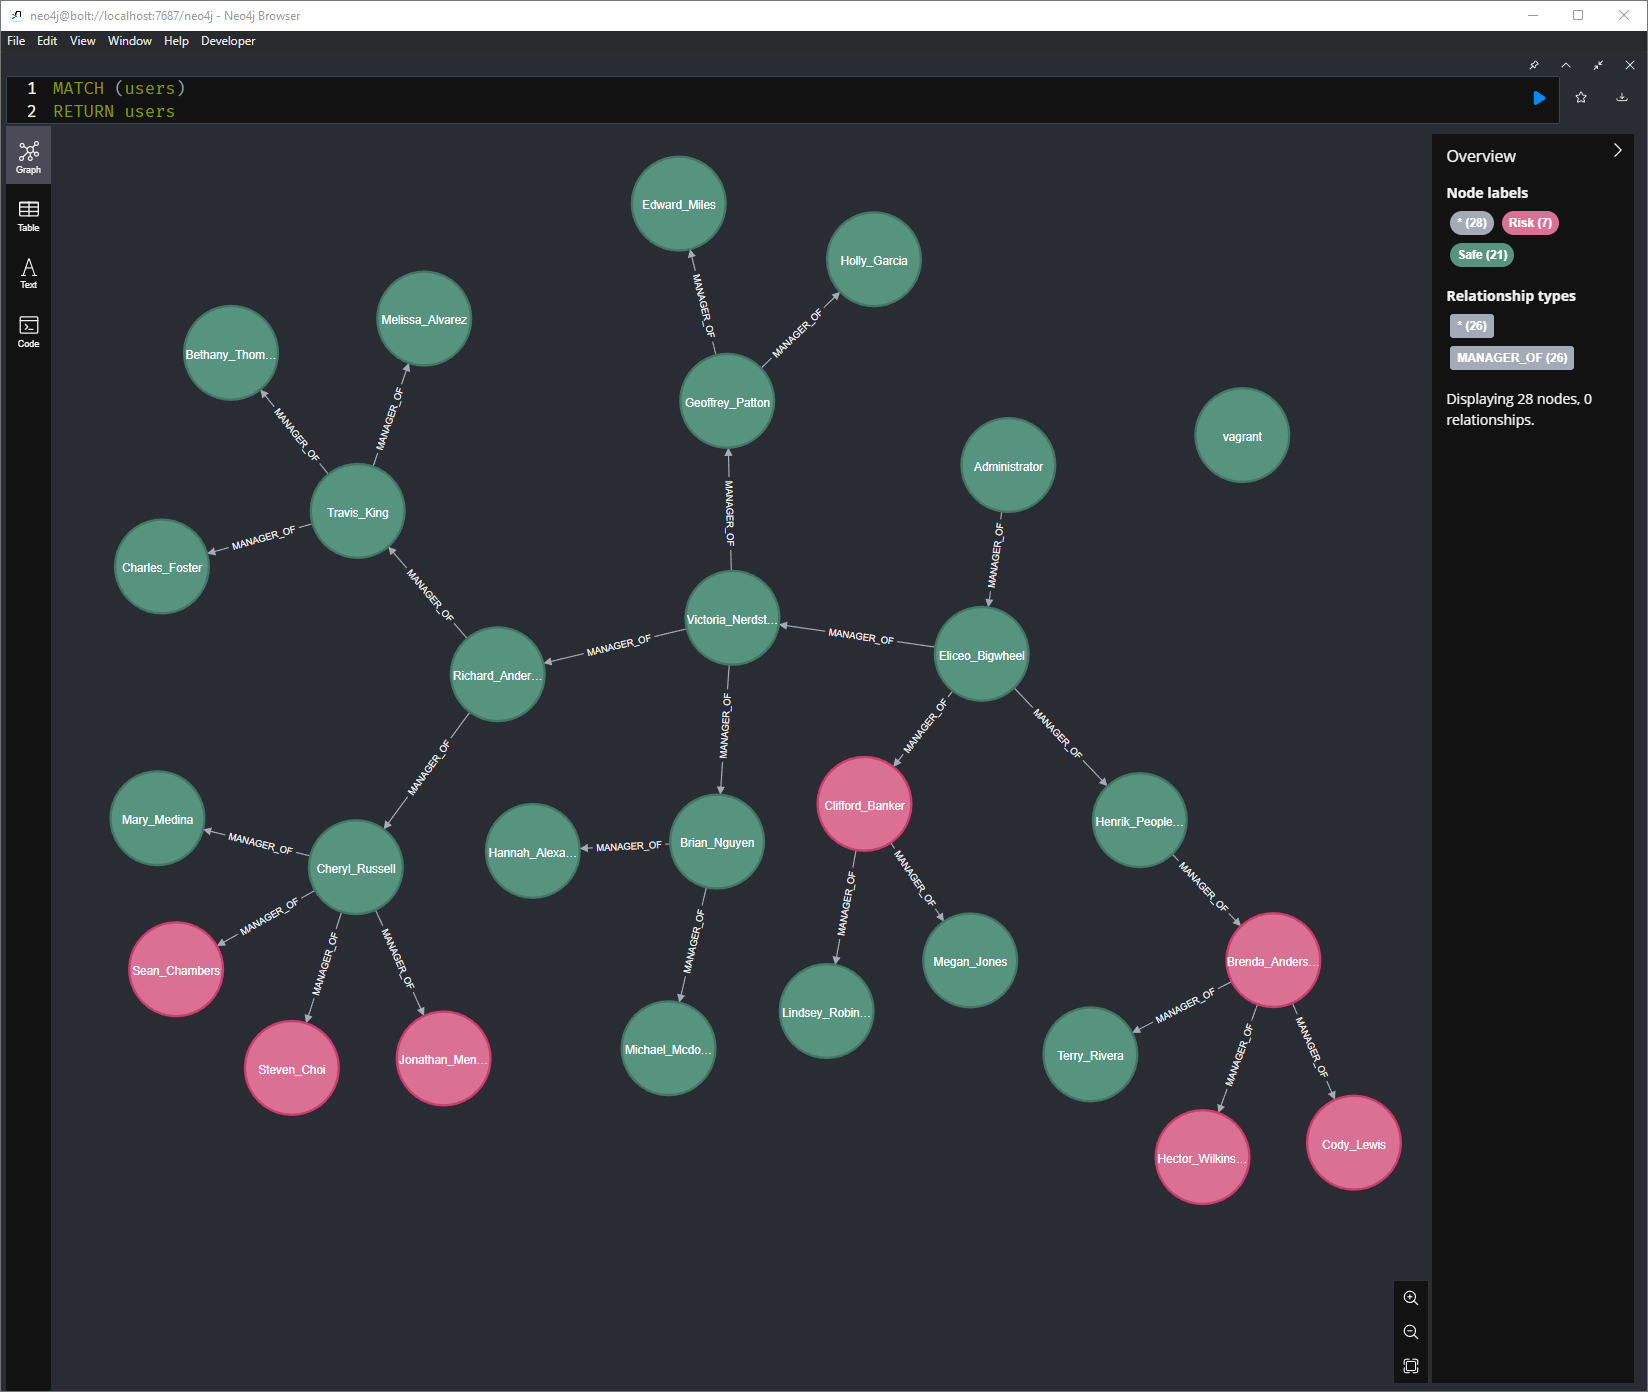 neo4j@bolt://localhost:7687/neo4j - Neo4j Browser
File Edit View Window Help Developer
1 MATCH (users)
2 RETURN users
Graph
Table
Text
Code
Overview
Node labels
* (28) Risk (7)
Safe (21)
Relationship types
* (26)
MANAGER_OF (26)
Displaying 28 nodes, 0
relationships.
Edward_Miles
Holly_Garcia
MANAGER_OF
MANAGER_OF
Melissa_Alvarez
Bethany_Thom...
Geoffrey_Patton
MANAGER_OF
MANAGER_OF
vagrant
Administrator
Travis_King
MANAGER_OF
MANAGER_OF
Charles_Foster
MANAGER_OF
MANAGER_OF
Victoria_Nerdst...
MANAGER_OF
MANAGER_OF
Eliceo_Bigwheel
Richard_Ander...
MANAGER_OF
MANAGER_OF
MANAGER_OF
MANAGER_OF
Clifford_Banker
Mary_Medina
Henrik_People...
MANAGER_OF
Brian_Nguyen
MANAGER_OF
Hannah_Alexa...
Cheryl_Russell
MANAGER_OF
MANAGER_OF
MANAGER_OF
MANAGER_OF
MANAGER_OF
Megan_Jones
Brenda_Anders...
Sean_Chambers
MANAGER_OF
MANAGER_OF
MANAGER_OF
MANAGER_OF
Lindsey_Robin...
Michael_Mcdo...
Terry_Rivera
MANAGER_OF
MANAGER_OF
Jonathan_Men...
Steven_Choi
Cody_Lewis
Hector_Wilkins...